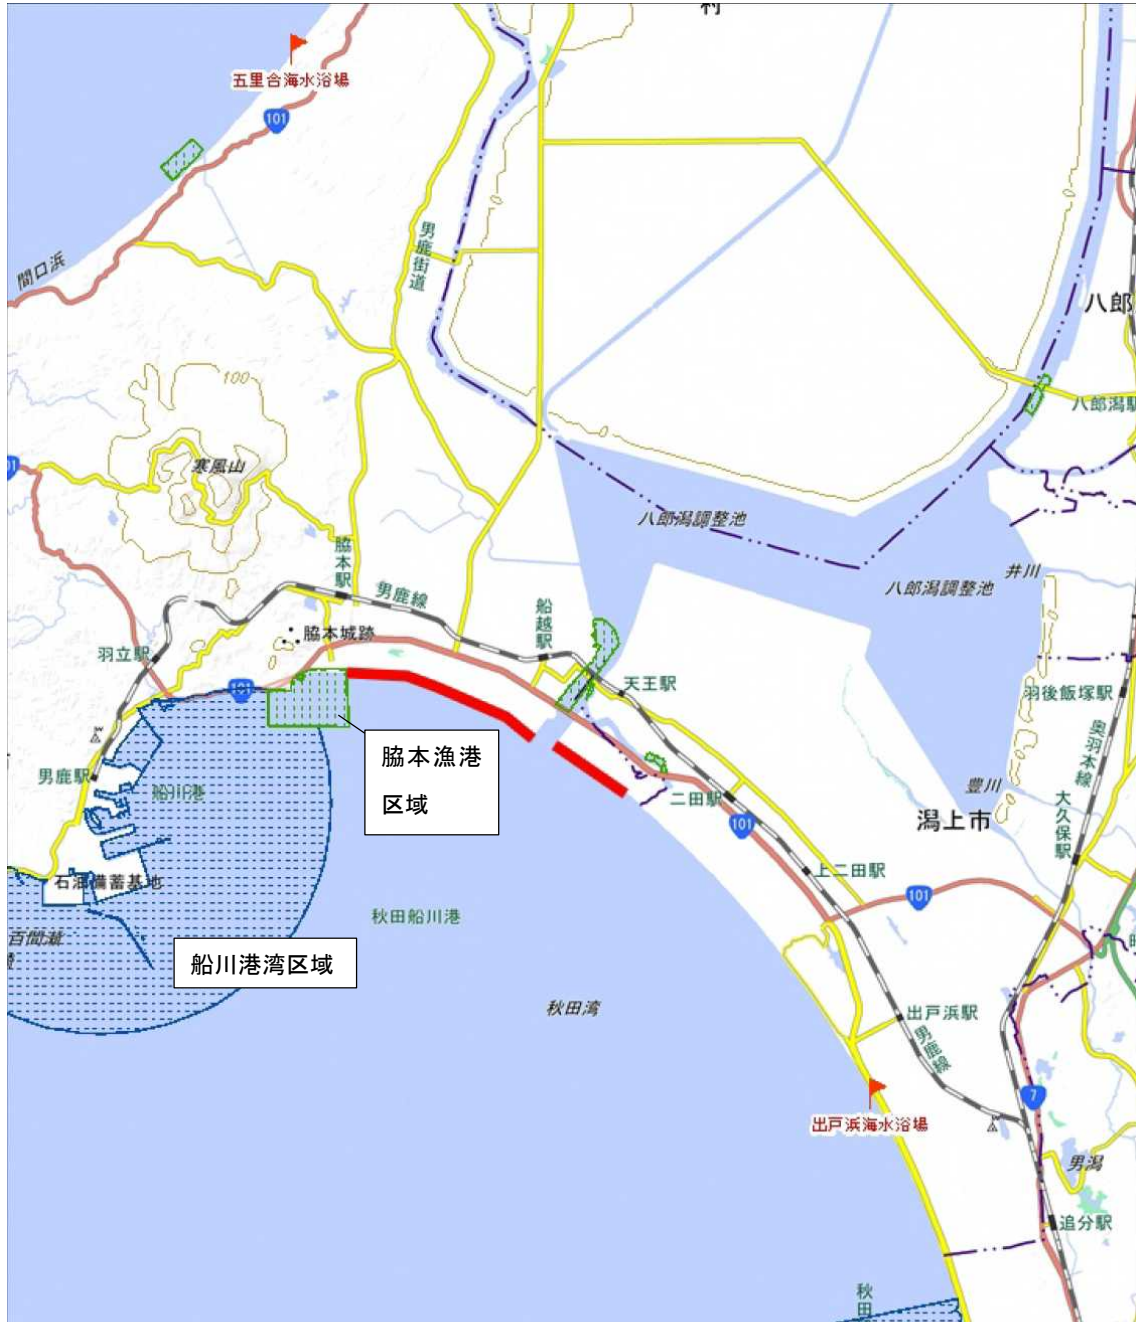 村
五里合海水浴場
101
間口浜
男鹿街道
八郎
100
寒風山
八郎潟駅
八郎潟調整池
八郎潟調整池
井川
脇本駅
男鹿線
船越駅
脇本城跡
羽立駅
101
天王駅
羽後飯塚駅
奥羽本線
脇本漁港
区域
男鹿駅
船川港
二田駅
101
豊川
大久保駅
潟上市
上二田駅
101
石油備蓄基地
秋田船川港
百間瀬
船川港湾区域
秋田湾
出戸浜駅
男鹿線
7
出戸浜海水浴場
男潟
追分駅
秋田